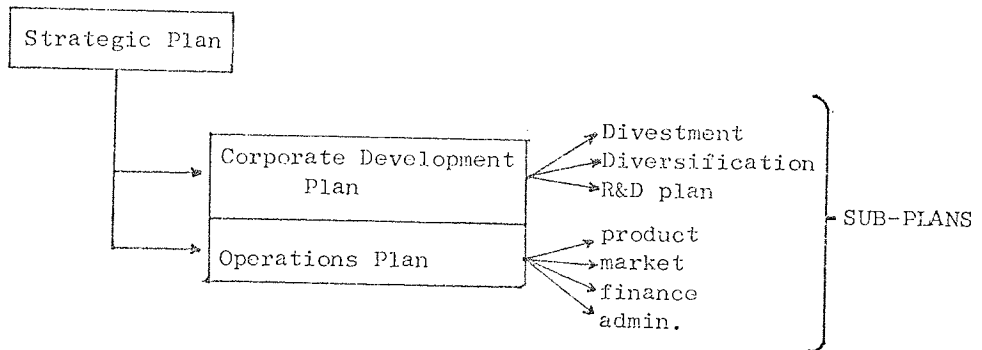 Strategic Plan
Corporate Development
Plan
Operations Plan
Divestment
Diversification
R&D plan
product
market
finance
admin.
SUB-PLANS